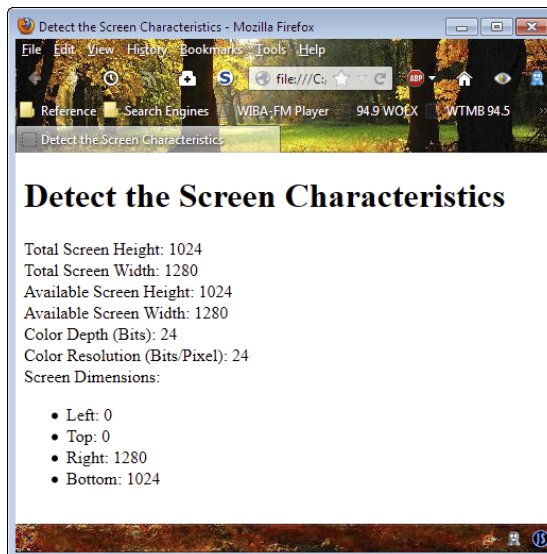 Detect the Screen Characteristics - Mozilla Firefox
File Edit View History Bookmarks Tools Help
S file:///C:/ ABP
Reference Search Engines WIBA-FM Player 94.9 WOLX WTMB 94.5 »
Detect the Screen Characteristics
Detect the Screen Characteristics
Total Screen Height: 1024
Total Screen Width: 1280
Available Screen Height: 1024
Available Screen Width: 1280
Color Depth (Bits): 24
Color Resolution (Bits/Pixel): 24
Screen Dimensions:
• Left: 0
• Top: 0
• Right: 1280
• Bottom: 1024
JS